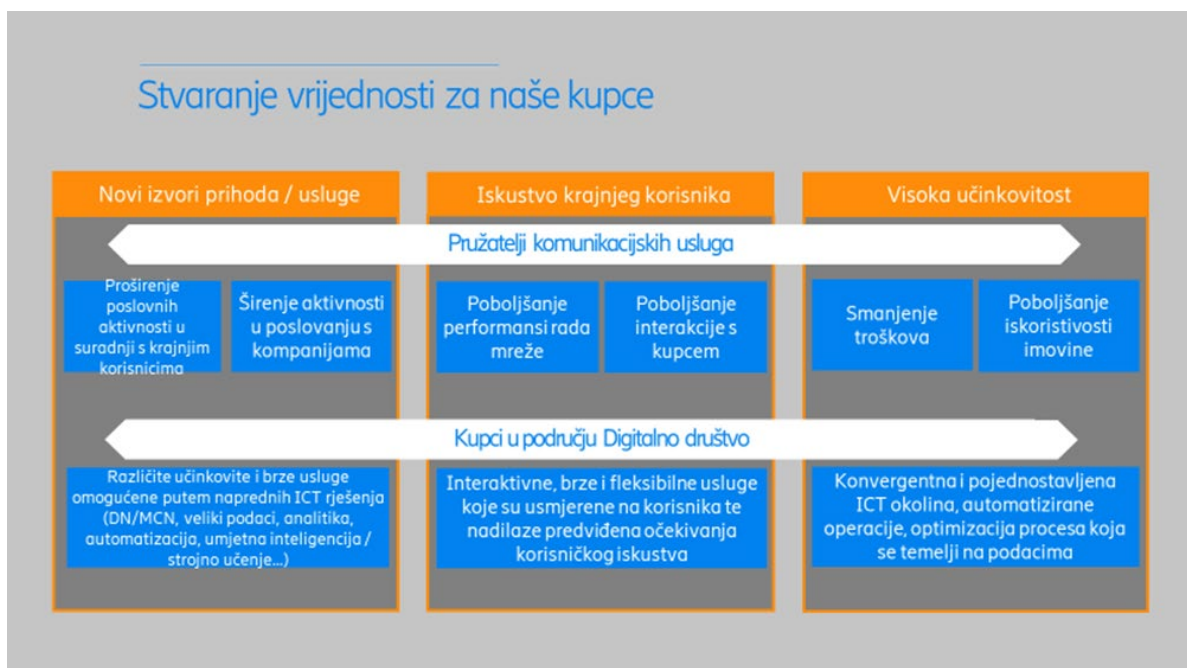 Stvaranje vrijednosti za naše kupce
Novi izvori prihoda / usluge
Iskustvo krajnjeg korisnika
Visoka učinkovitost
Pružatelji komunikacijskih usluga
Proširenje
poslovnih
aktivnosti u
suradnji s krajnjim
korisnicima
Širenje aktivnosti
u poslovanju s
kompanijama
Poboljšanje
performansi rada
mreže
Poboljšanje
interakcije s
kupcem
Smanjenje
troškova
Poboljšanje
iskoristivosti
imovine
Kupci u području Digitalno društvo
Različite učinkovite i brze usluge
omogućene putem naprednih ICT rješenja
(DN/MCN, veliki podaci, analitika,
automatizacija, umjetna inteligencija /
strojno učenje...)
Interaktivne, brze i fleksibilne usluge
koje su usmjerene na korisnika te
nadilaze predviđena očekivanja
korisničkog iskustva
Konvergentna i pojednostavljena
ICT okolina, automatizirane
operacije, optimizacija procesa koja
se temelji na podacima